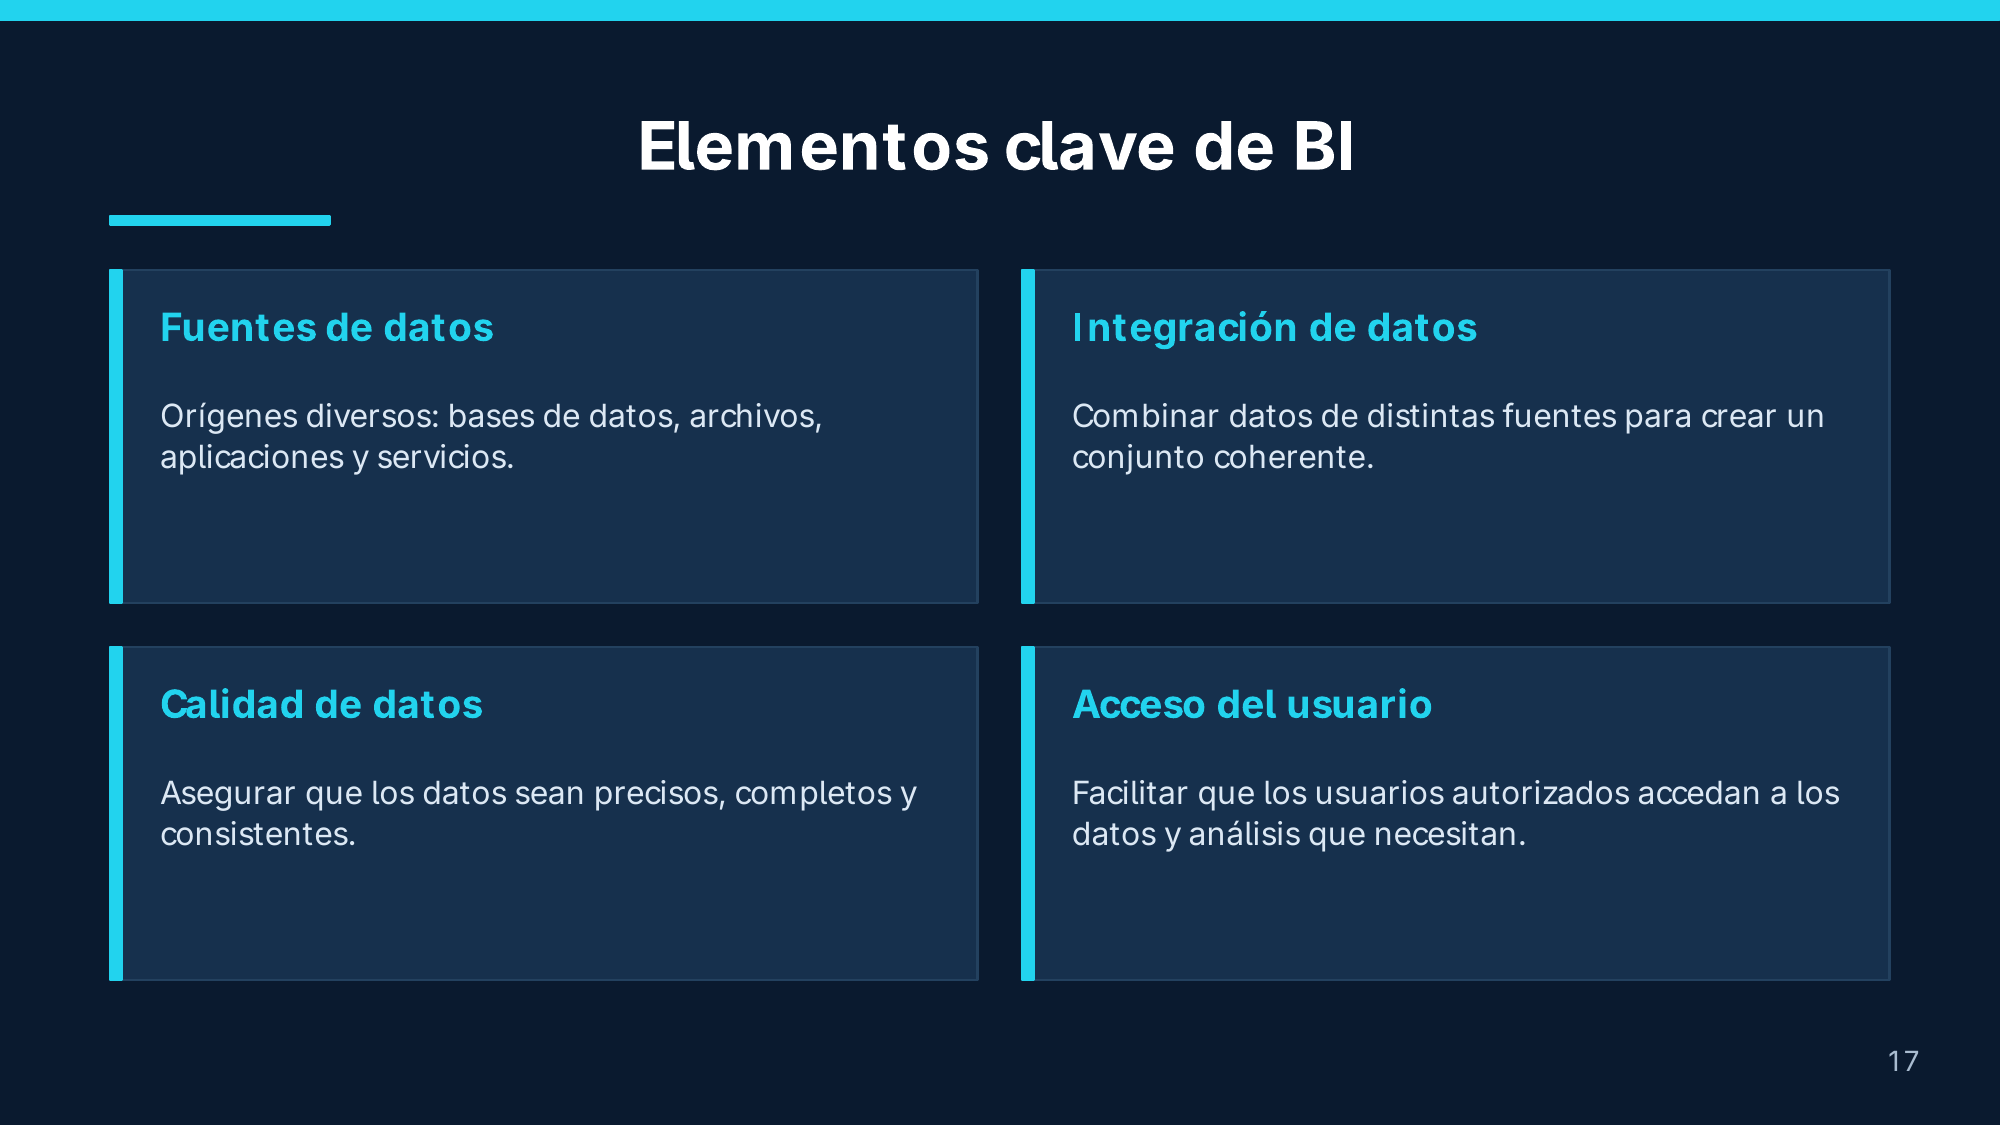 Elementos clave de BI
Fuentes de datos
Orígenes diversos: bases de datos, archivos,
aplicaciones y servicios.
Integración de datos
Combinar datos de distintas fuentes para crear un
conjunto coherente.
Calidad de datos
Asegurar que los datos sean precisos, completos y
consistentes.
Acceso del usuario
Facilitar que los usuarios autorizados accedan a los
datos y análisis que necesitan.
17